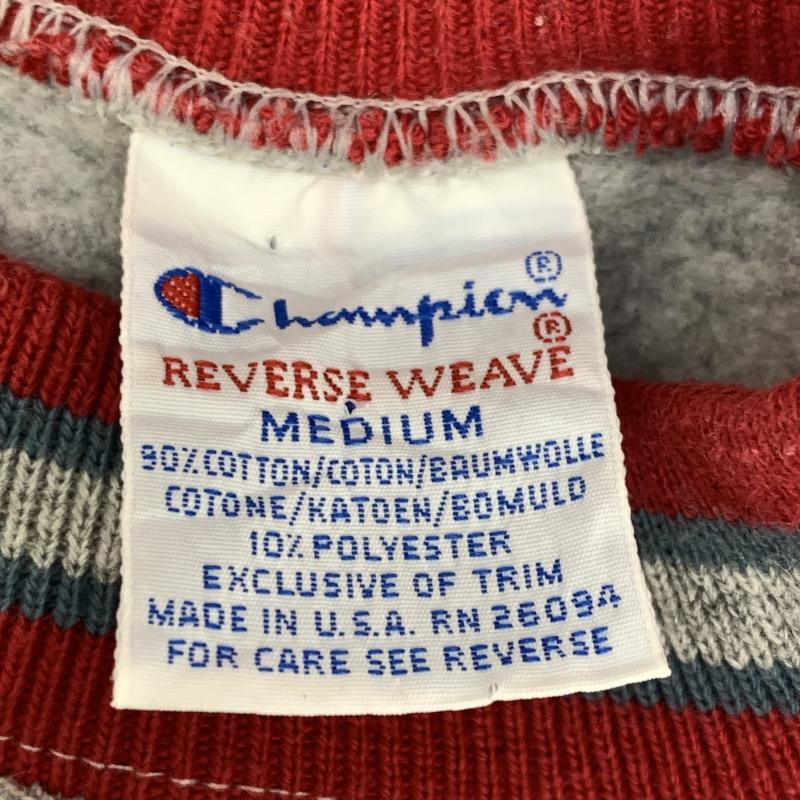 Champion®
REVERSE WEAVE®
MEDIUM
90% COTTON/COTON/BAUMWOLLE
COTONE/KATOEN/BOMULD
10% POLYESTER
EXCLUSIVE OF TRIM
MADE IN U.S.A. RN 26094
FOR CARE SEE REVERSE